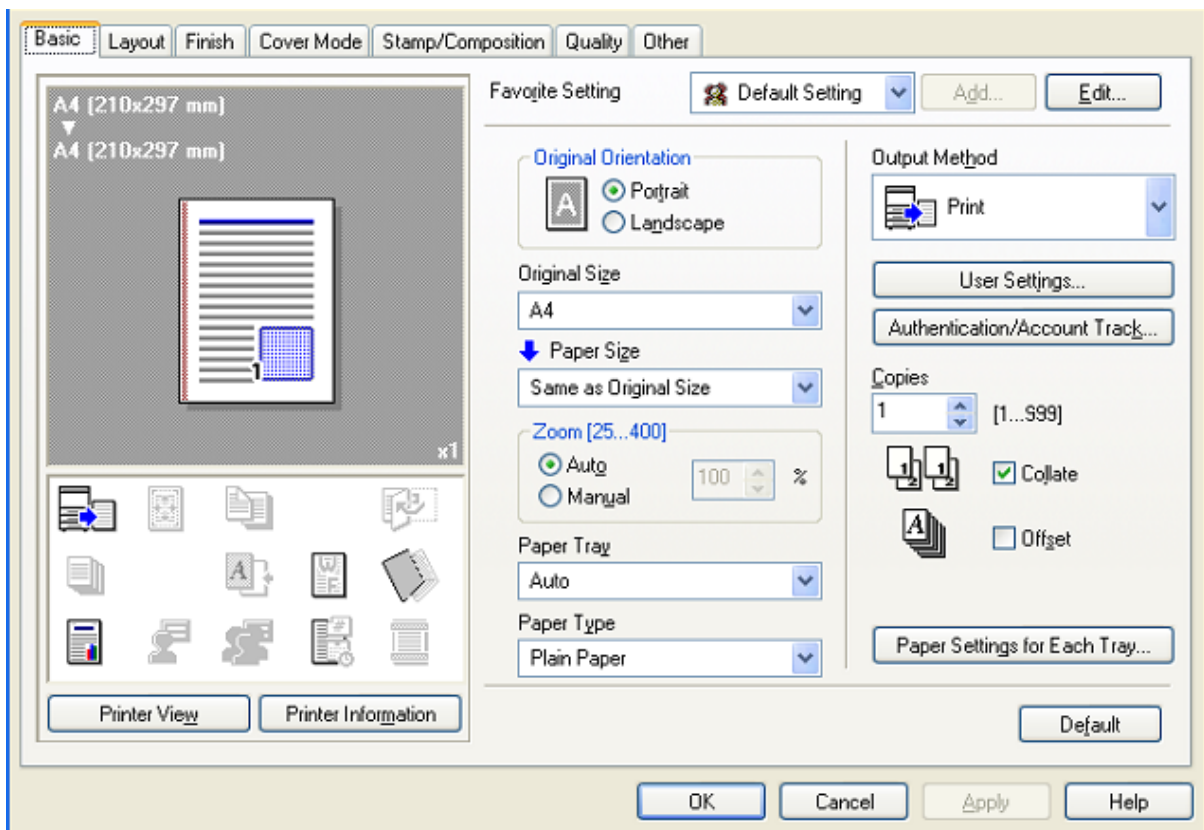 Basic Layout Finish Cover Mode Stamp/Composition Quality Other
A4 (210x297 mm)
A4 (210x297 mm)
x1
1
Printer View Printer Information
Favorite Setting Default Setting Add... Edit...
Original Orientation
A
Portrait
Landscape
Original Size
A4
Paper Size
Same as Original Size
Zoom [25...400]
Auto
Manual
100 %
Paper Tray
Auto
Paper Type
Plain Paper
Output Method
Print
User Settings...
Authentication/Account Track...
Copies
1 [1...999]
Collate
Offset
Paper Settings for Each Tray...
Default
OK Cancel Apply Help